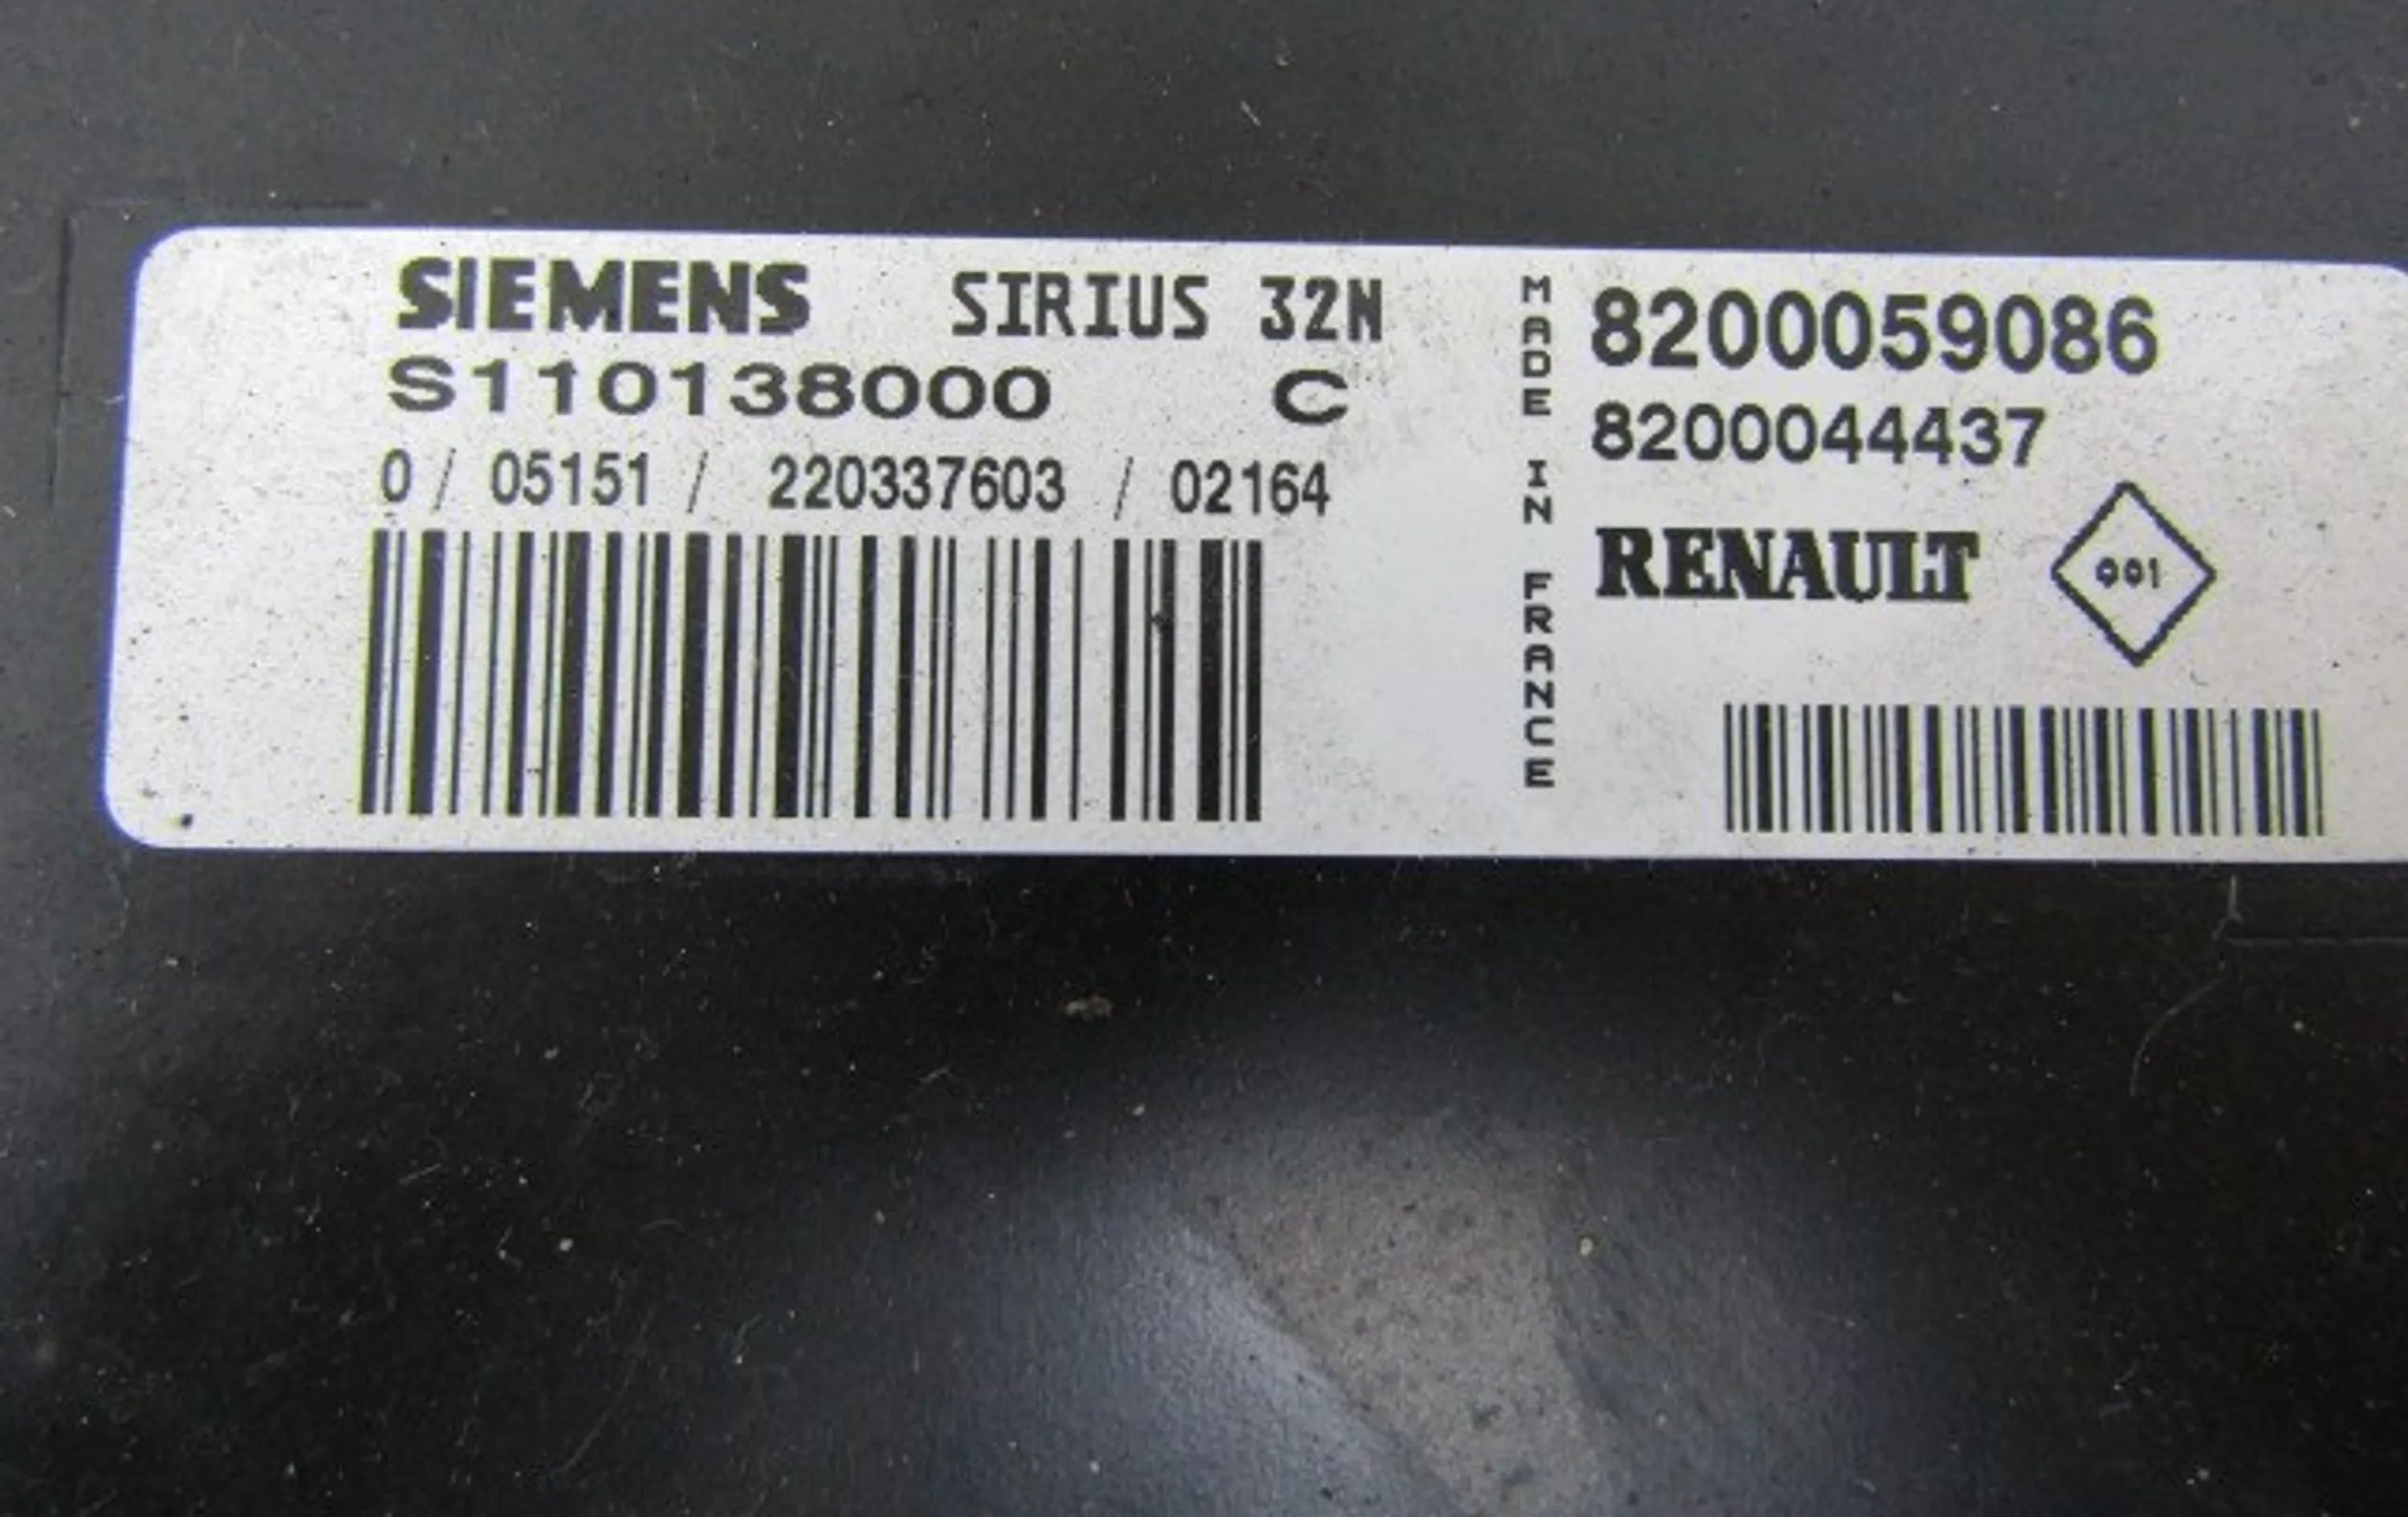 SIEMENS SIRIUS 32N
S110138000 C
0 / 05151 / 220337603 / 02164
MADE IN FRANCE
8200059086
8200044437
RENAULT 001